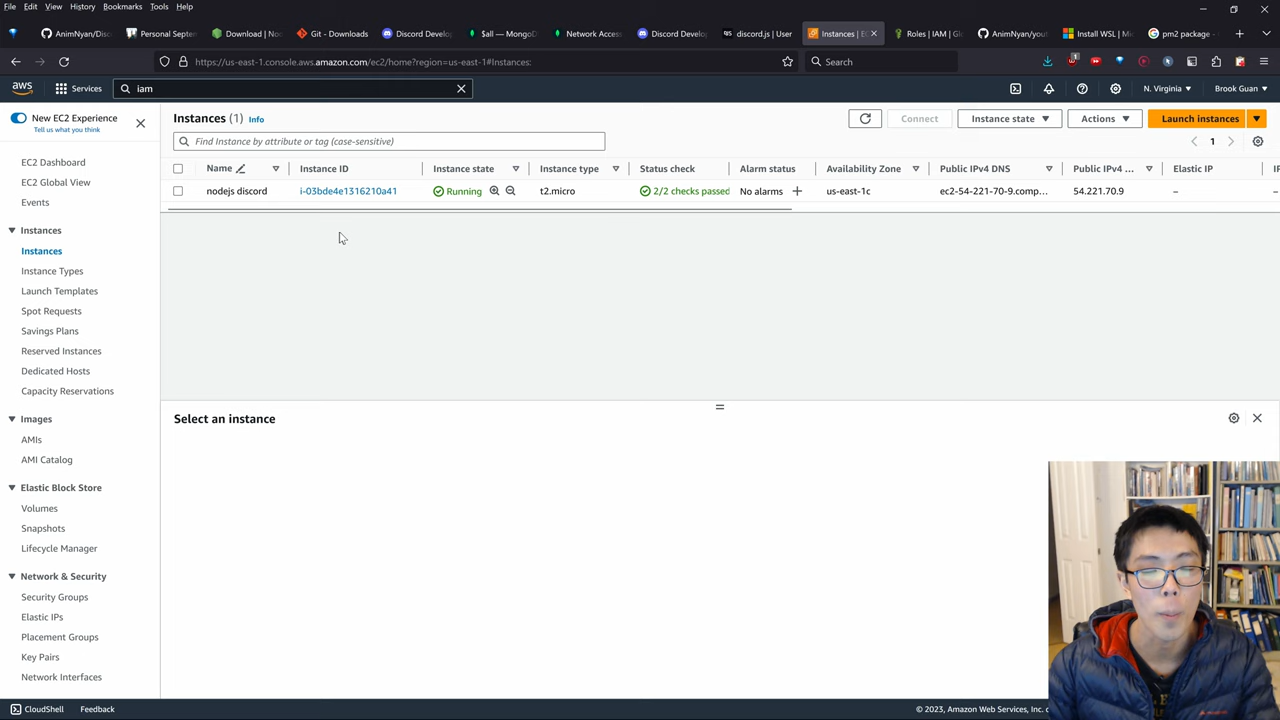 File Edit View History Bookmarks Tools Help
AnimNyan/Disc Personal Septem Download | Nod Git - Downloads Discord Develop $all — MongoD Network Access Discord Develop discord.js | User Instances | EC Roles | IAM | Gl AnimNyan/yout Install WSL | Mic pm2 package -
https://us-east-1.console.aws.amazon.com/ec2/home?region=us-east-1#Instances: Search
aws Services iam N. Virginia Brook Guan
New EC2 Experience
Tell us what you think
EC2 Dashboard
EC2 Global View
Events
Instances
Instances
Instance Types
Launch Templates
Spot Requests
Savings Plans
Reserved Instances
Dedicated Hosts
Capacity Reservations
Images
AMIs
AMI Catalog
Elastic Block Store
Volumes
Snapshots
Lifecycle Manager
Network & Security
Security Groups
Elastic IPs
Placement Groups
Key Pairs
Network Interfaces
Instances (1) Info
Connect Instance state Actions Launch instances
Find Instance by attribute or tag (case-sensitive) 1
Name Instance ID Instance state Instance type Status check Alarm status Availability Zone Public IPv4 DNS Public IPv4 ... Elastic IP IP
nodejs discord i-03bde4e1316210a41 Running t2.micro 2/2 checks passed No alarms us-east-1c ec2-54-221-70-9.comp... 54.221.70.9 – –
Select an instance
CloudShell Feedback © 2023, Amazon Web Services, Inc.